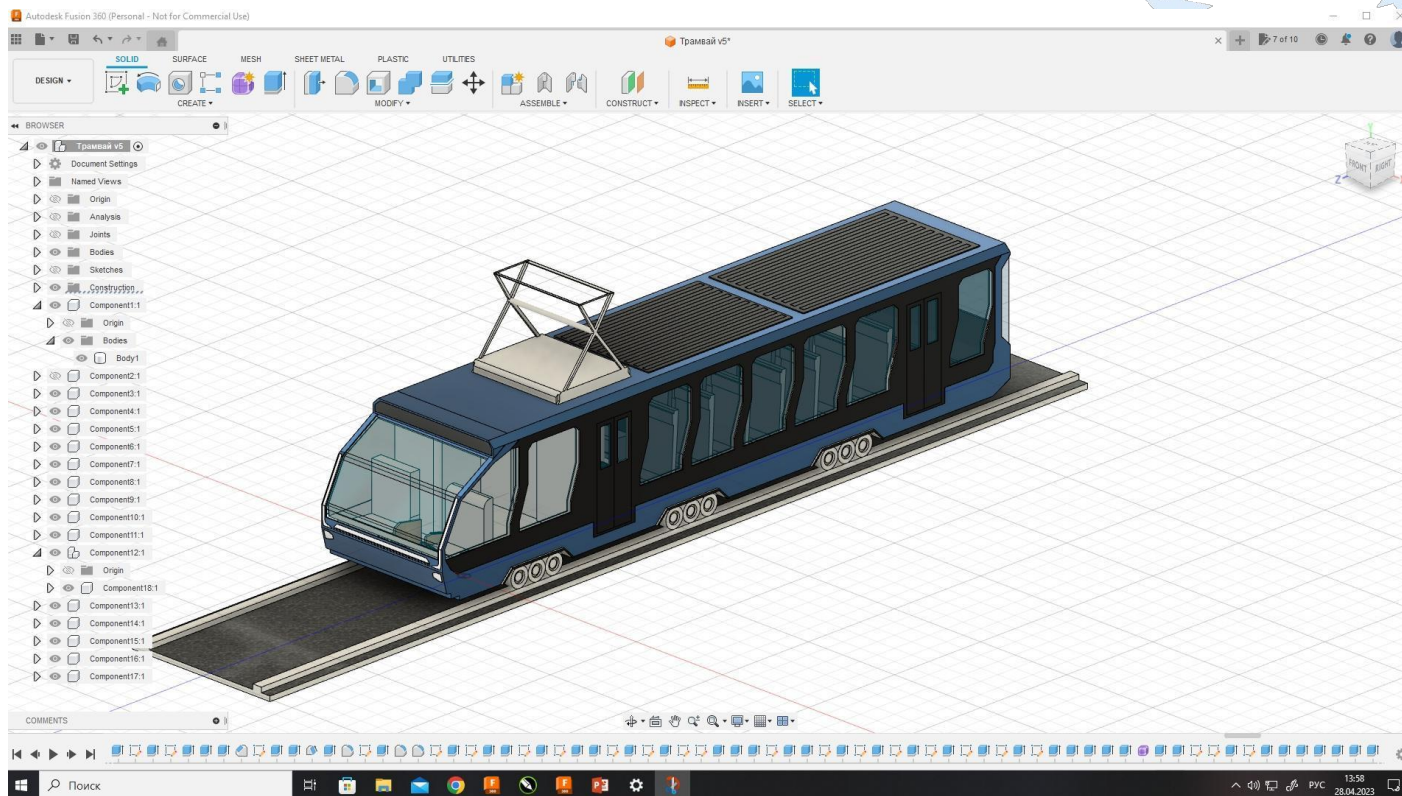 Autodesk Fusion 360 (Personal - Not for Commercial Use)
Трамвай v5*
7 of 10
SOLID SURFACE MESH SHEET METAL PLASTIC UTILITIES
DESIGN
CREATE MODIFY ASSEMBLE CONSTRUCT INSPECT INSERT SELECT
BROWSER
Трамвай v5
Document Settings
Named Views
Origin
Analysis
Joints
Bodies
Sketches
Construction
Component1:1
Origin
Bodies
Body1
Component2:1
Component3:1
Component4:1
Component5:1
Component6:1
Component7:1
Component8:1
Component9:1
Component10:1
Component11:1
Component12:1
Origin
Component18:1
Component13:1
Component14:1
Component15:1
Component16:1
Component17:1
Y
FRONT RIGHT
Z
COMMENTS
Поиск
РУС
13:58
28.04.2023